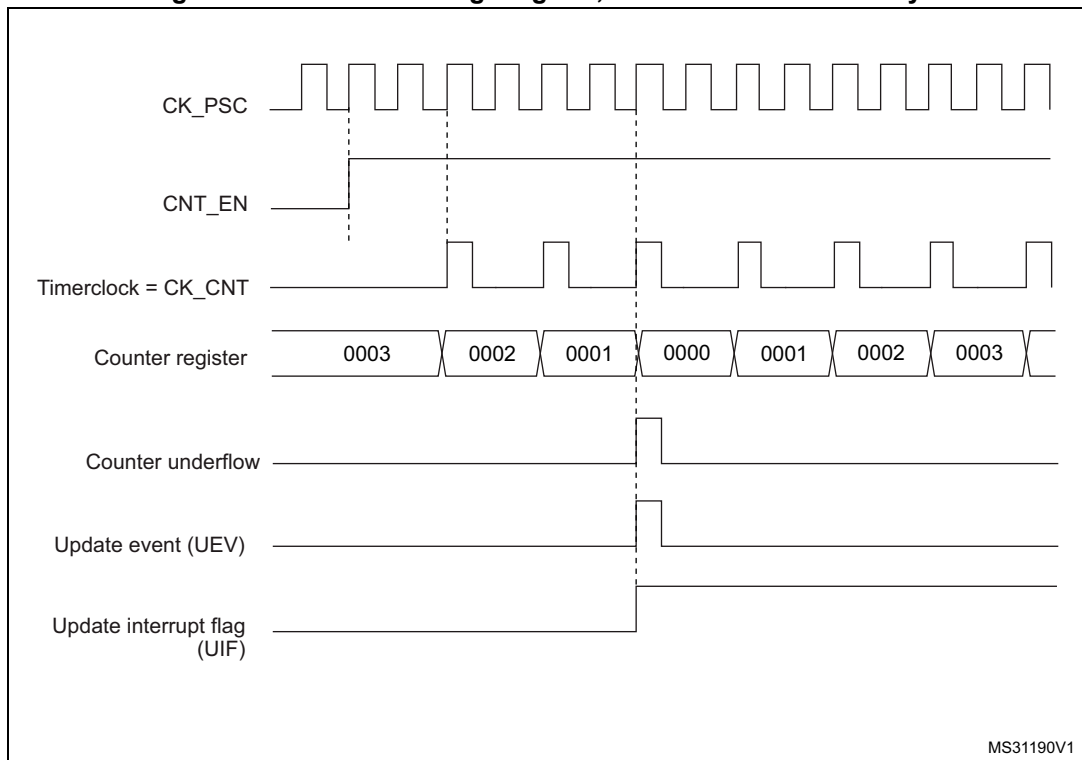 CK_PSC
CNT_EN
Timerclock = CK_CNT
Counter register
0003 0002 0001 0000 0001 0002 0003
Counter underflow
Update event (UEV)
Update interrupt flag
(UIF)
MS31190V1